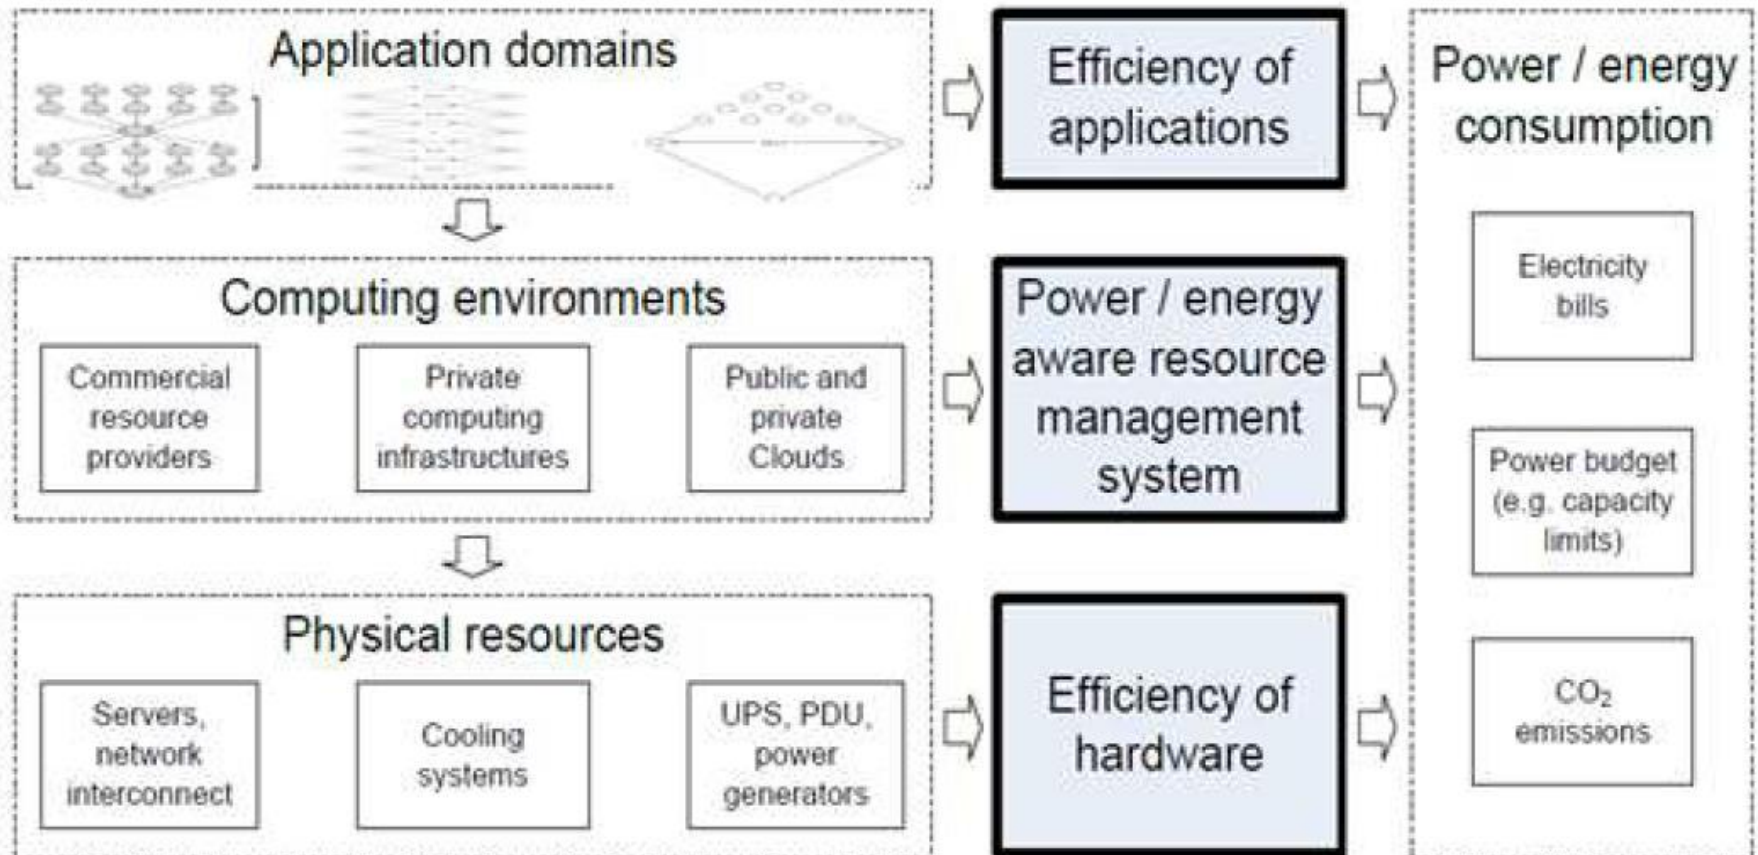 Application domains
Efficiency of
applications
Power / energy
consumption
Computing environments
Commercial
resource
providers
Private
computing
infrastructures
Public and
private
Clouds
Power / energy
aware resource
management
system
Electricity
bills
Power budget
(e.g. capacity
limits)
CO₂
emissions
Physical resources
Servers,
network
interconnect
Cooling
systems
UPS, PDU,
power
generators
Efficiency of
hardware